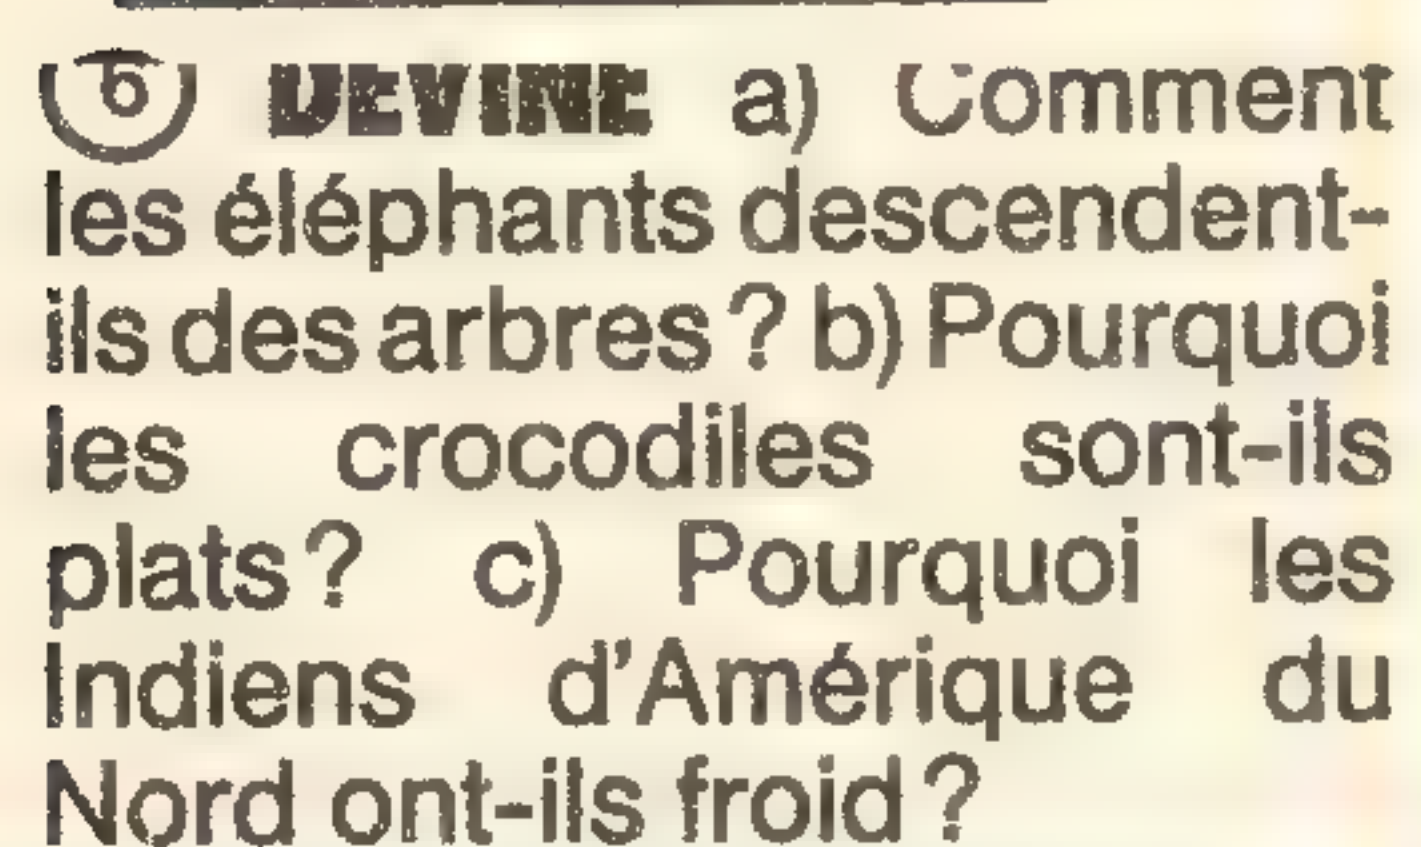 6 DEVINE a) Comment
les éléphants descendent-
ils des arbres ? b) Pourquoi
les crocodiles sont-ils
plats ? c) Pourquoi les
Indiens d'Amérique du
Nord ont-ils froid ?